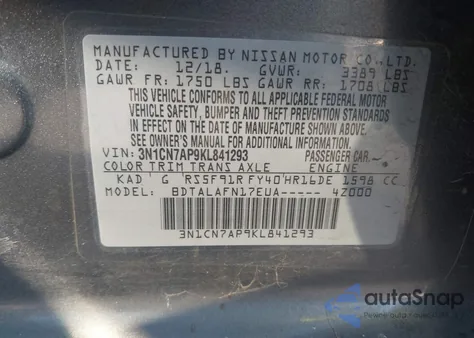 MANUFACTURED BY NISSAN MOTOR CO.,LTD.
DATE: 12/18. GVWR: 3389 LBS
GAWR FR: 1750 LBS GAWR RR: 1708 LBS
THIS VEHICLE CONFORMS TO ALL APPLICABLE FEDERAL MOTOR
VEHICLE SAFETY, BUMPER, AND THEFT PREVENTION STANDARDS
IN EFFECT ON THE DATE OF MANUFACTURE SHOWN ABOVE.
SEE OWNER'S MANUAL FOR ADDITIONAL INFORMATION.
VIN: 3N1CN7AP9KL841293 PASSENGER CAR
COLOR TRIM TRANS AXLE ENGINE
KAD G RS5F91R FY40 HR16DE 1598 CC
MODEL: BDTALAFN17EUA----- 4Z000
3N1CN7AP9KL841293
autoSnap